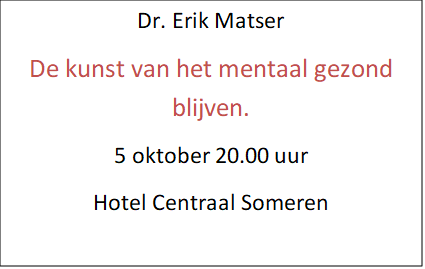 Dr. Erik Matser
De kunst van het mentaal gezond
blijven.
5 oktober 20.00 uur
Hotel Centraal Someren